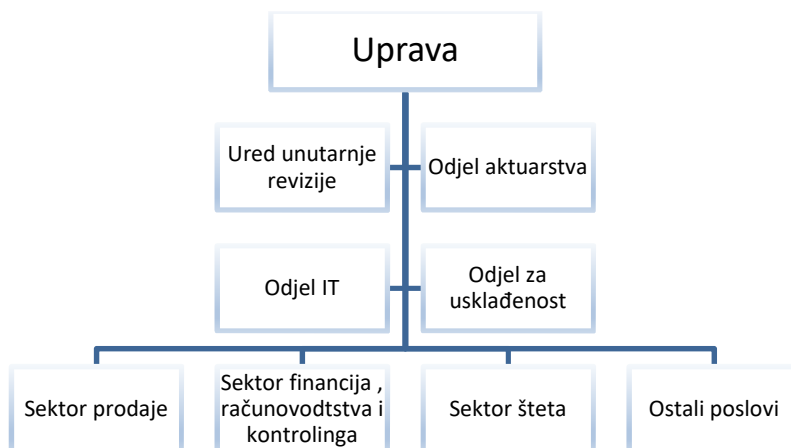 Uprava
Ured unutarnje
revizije
Odjel aktuarstva
Odjel IT
Odjel za
usklađenost
Sektor prodaje
Sektor financija ,
računovodtstva i
kontrolinga
Sektor šteta
Ostali poslovi